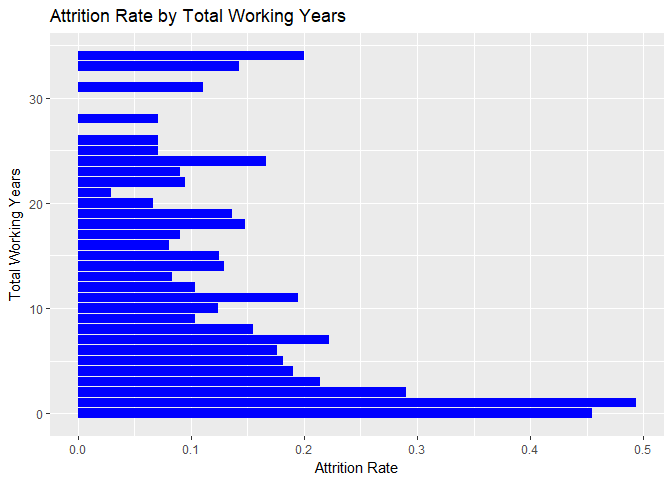 Attrition Rate by Total Working Years
Total Working Years
30
20
10
0
0.0 0.1 0.2 0.3 0.4 0.5
Attrition Rate